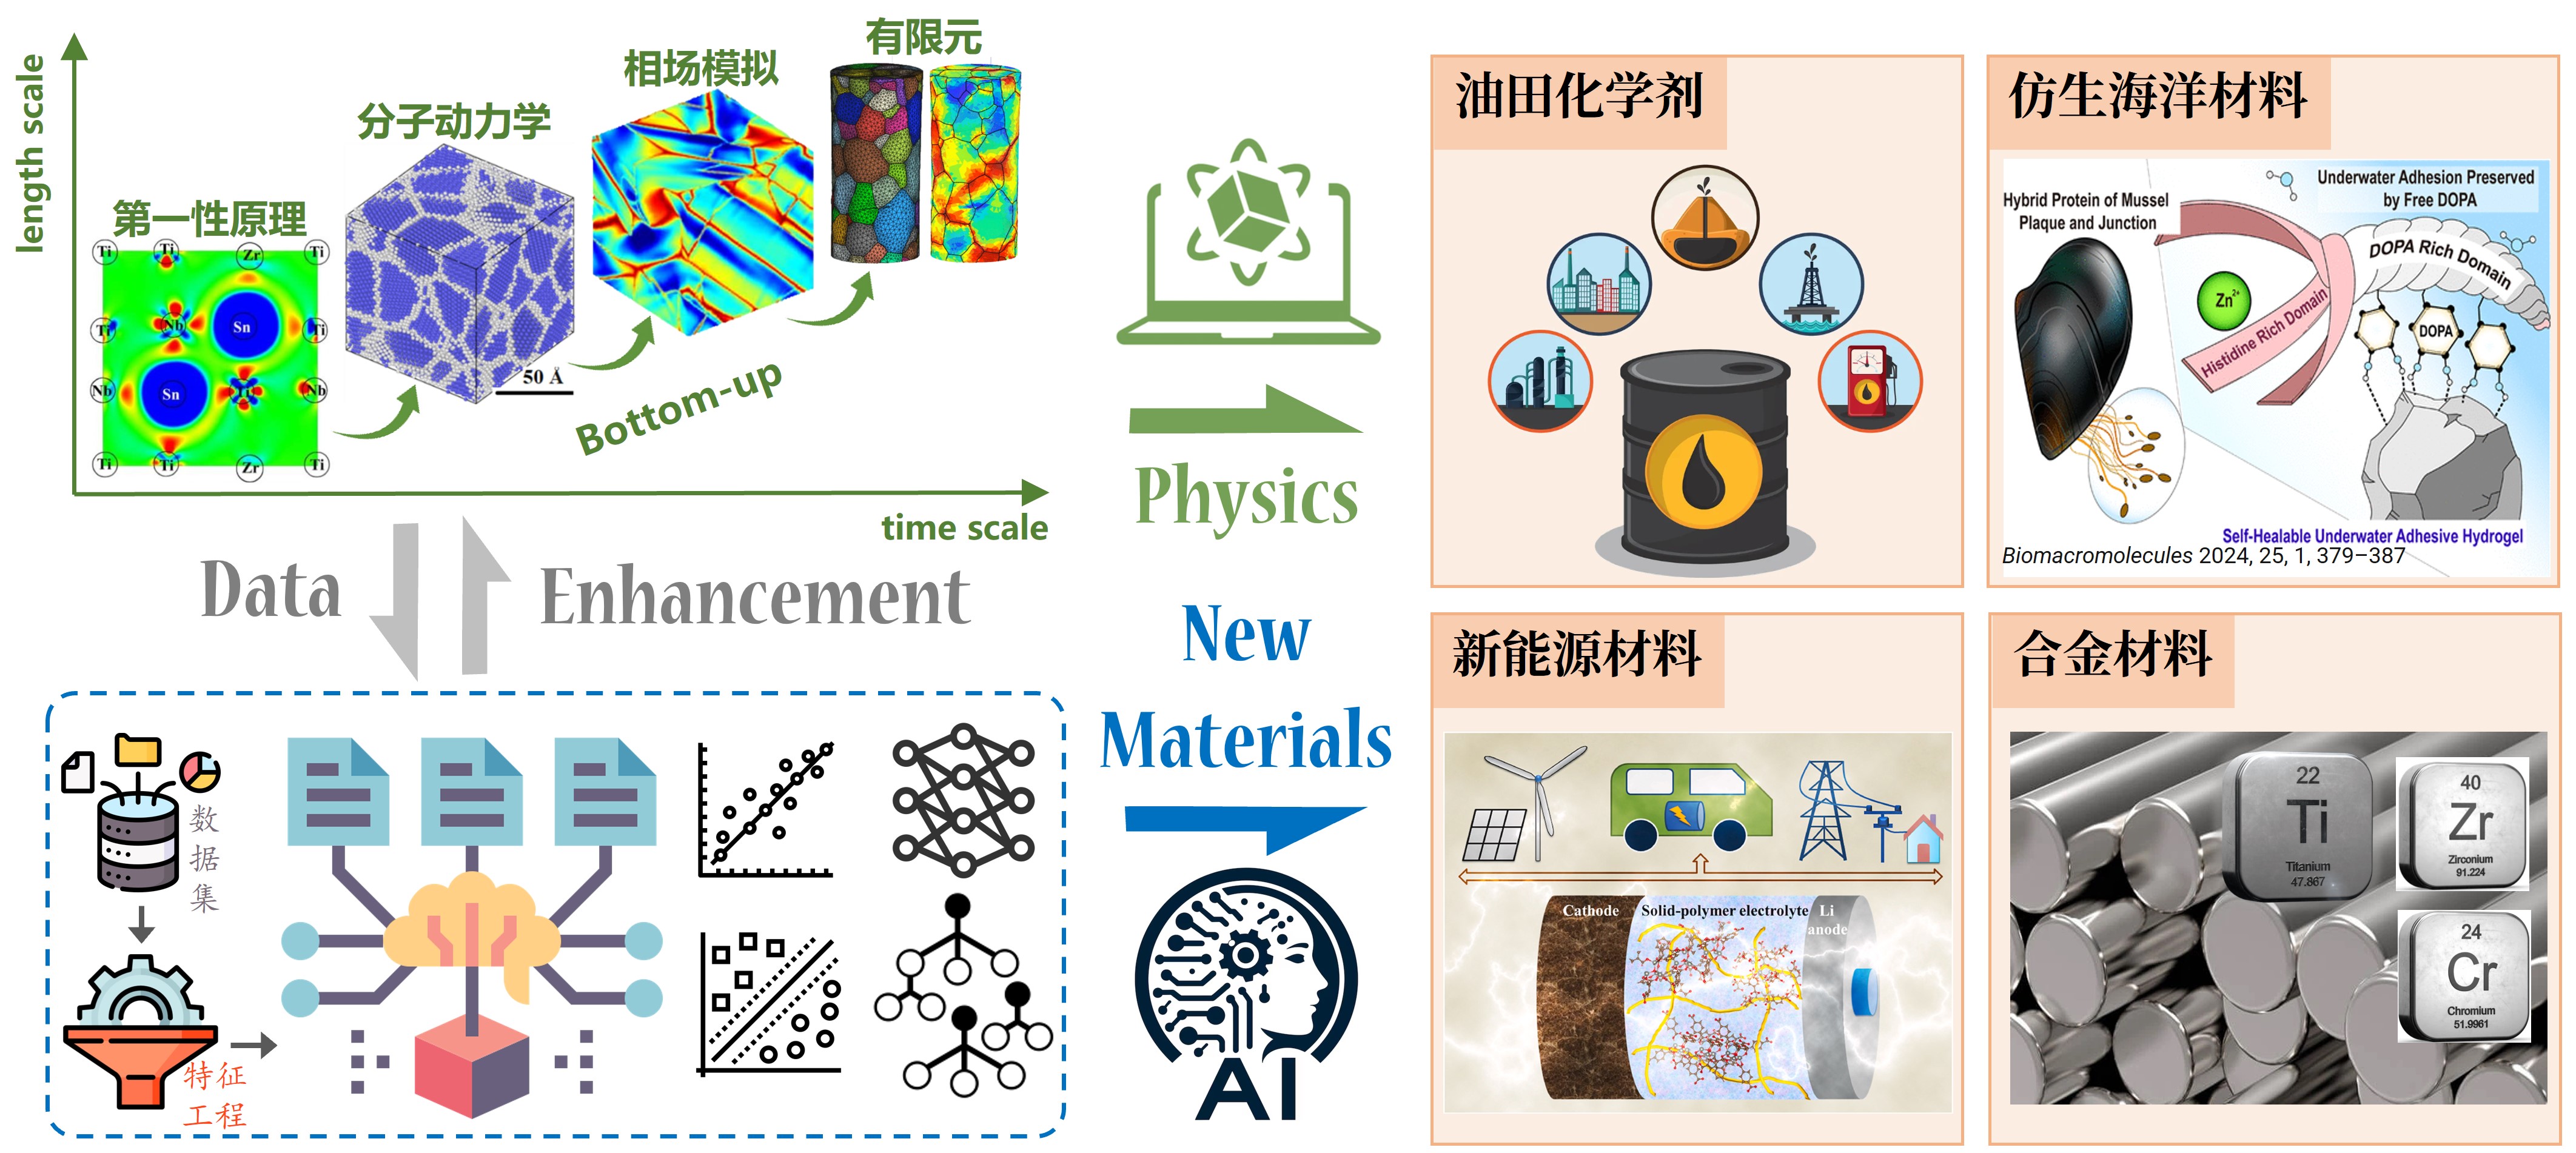 length scale
第一性原理
分子动力学
相场模拟
有限元
Ti
Ti
Zr
Ti
Ti
Nb
Sn
Ti
Nb
Sn
Ti
Nb
Ti
Ti
Zr
Ti
50 Å
Bottom-up
time scale
Data
Enhancement
数
据
集
特征
工程
Physics
New
Materials
AI
油田化学剂
仿生海洋材料
Hybrid Protein of Mussel
Plaque and Junction
Underwater Adhesion Preserved
by Free DOPA
DOPA Rich Domain
Zn²⁺
Histidine Rich Domain
DOPA
Self-Healable Underwater Adhesive Hydrogel
Biomacromolecules 2024, 25, 1, 379–387
新能源材料
Cathode
Solid-polymer electrolyte
Li
anode
合金材料
22
Ti
Titanium
47.867
40
Zr
Zirconium
91.224
24
Cr
Chromium
51.9961